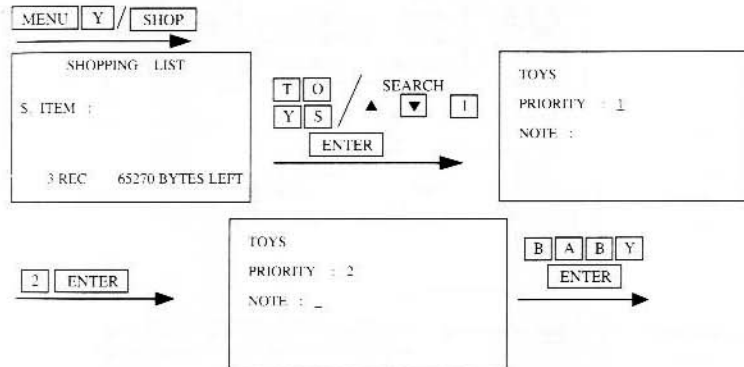 MENU Y / SHOP
SHOPPING LIST
S. ITEM :
3 REC 65270 BYTES LEFT
T O
Y S
/
SEARCH
▲ ▼ 1
ENTER
TOYS
PRIORITY : 1
NOTE :
2 ENTER
TOYS
PRIORITY : 2
NOTE : _
B A B Y
ENTER